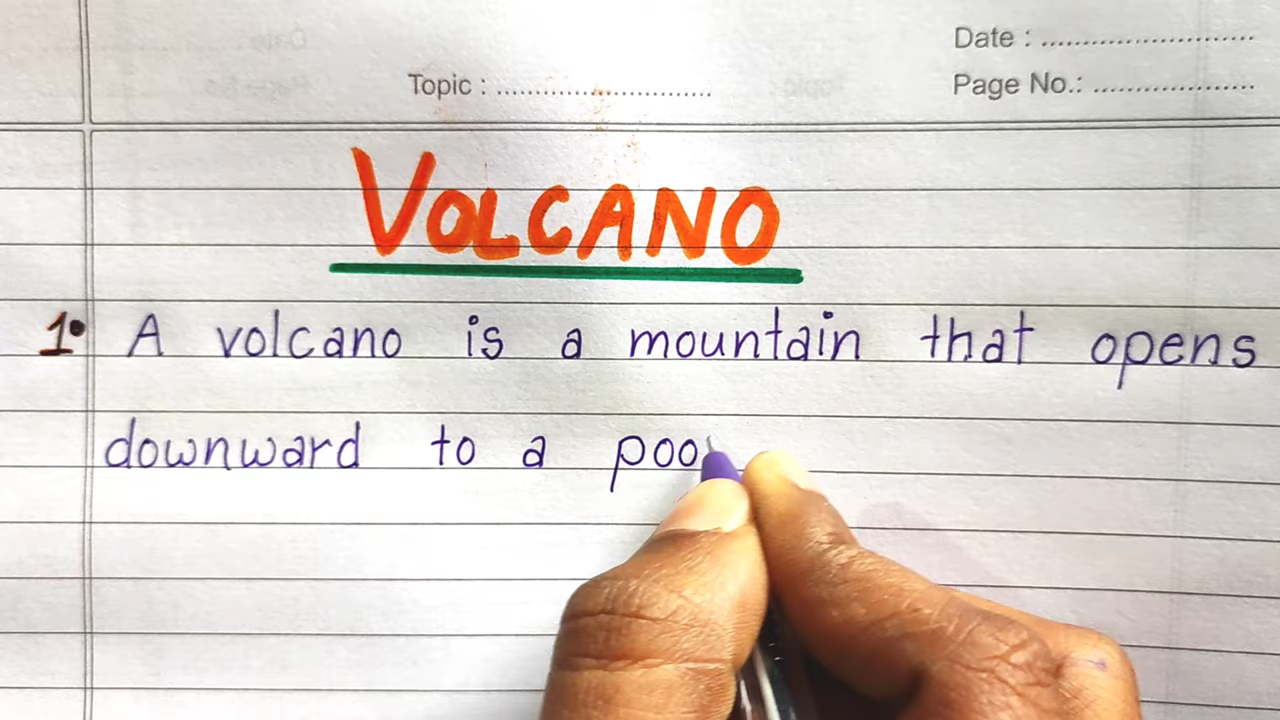 Date : ..........................
Topic : ..........................
Page No.: ...................
VOLCANO
1• A volcano is a mountain that opens
downward to a poo